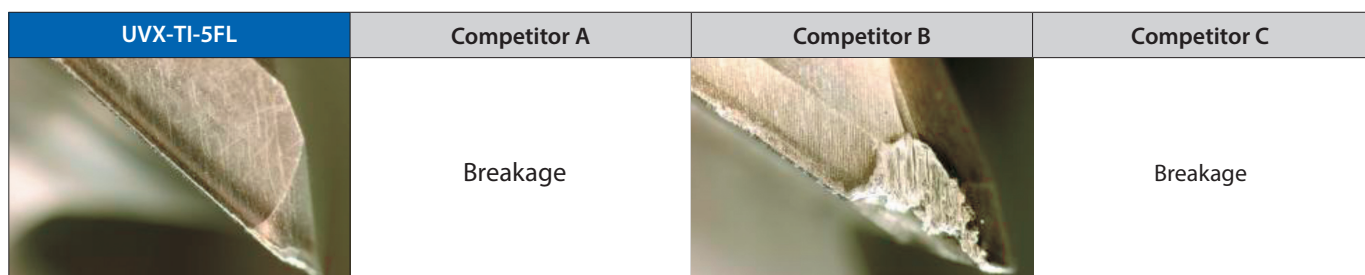 UVX-TI-5FL
Competitor A
Competitor B
Competitor C
Breakage
Breakage